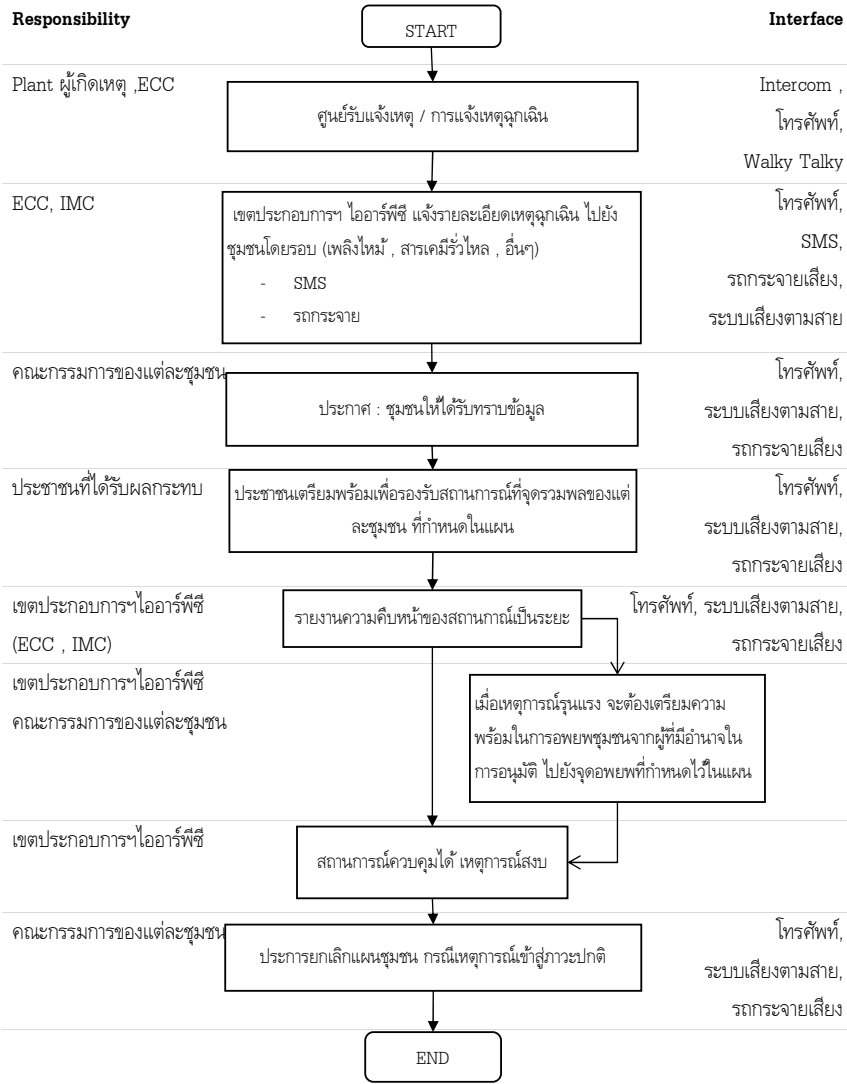 Responsibility
Interface
START
Plant ผู้เกิดเหตุ ,ECC
ศูนย์รับแจ้งเหตุ / การแจ้งเหตุฉุกเฉิน
Intercom ,
โทรศัพท์,
Walky Talky
ECC, IMC
เขตประกอบการฯ ไออาร์พีซี แจ้งรายละเอียดเหตุฉุกเฉิน ไปยัง
ชุมชนโดยรอบ (เพลิงไหม้ , สารเคมีรั่วไหล , อื่นๆ)
- SMS
- รถกระจาย
โทรศัพท์,
SMS,
รถกระจายเสียง,
ระบบเสียงตามสาย
คณะกรรมการของแต่ละชุมชน
ประกาศ : ชุมชนให้ได้รับทราบข้อมูล
โทรศัพท์,
ระบบเสียงตามสาย,
รถกระจายเสียง
ประชาชนที่ได้รับผลกระทบ
ประชาชนเตรียมพร้อมเพื่อรองรับสถานการณ์ที่จุดรวมพลของแต่
ละชุมชน ที่กำหนดในแผน
โทรศัพท์,
ระบบเสียงตามสาย,
รถกระจายเสียง
เขตประกอบการฯไออาร์พีซี
(ECC , IMC)
รายงานความคืบหน้าของสถานกาณ์เป็นระยะ
โทรศัพท์, ระบบเสียงตามสาย,
รถกระจายเสียง
เขตประกอบการฯไออาร์พีซี
คณะกรรมการของแต่ละชุมชน
เมื่อเหตุการณ์รุนแรง จะต้องเตรียมความ
พร้อมในการอพยพชุมชนจากผู้ที่มีอำนาจใน
การอนุมัติ ไปยังจุดอพยพที่กำหนดไว้ในแผน
เขตประกอบการฯไออาร์พีซี
สถานการณ์ควบคุมได้ เหตุการณ์สงบ
คณะกรรมการของแต่ละชุมชน
ประการยกเลิกแผนชุมชน กรณีเหตุการณ์เข้าสู่ภาวะปกติ
โทรศัพท์,
ระบบเสียงตามสาย,
รถกระจายเสียง
END